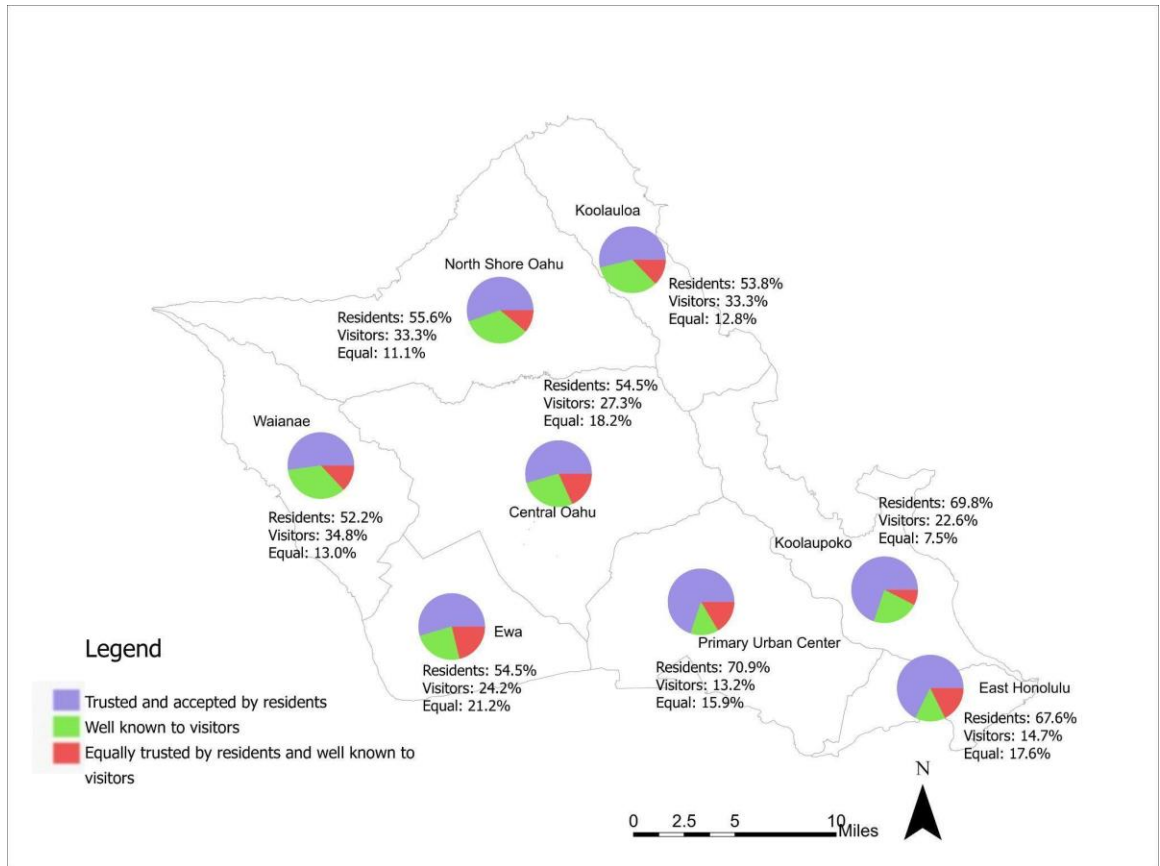 Koolauloa
Residents: 53.8%
Visitors: 33.3%
Equal: 12.8%
North Shore Oahu
Residents: 55.6%
Visitors: 33.3%
Equal: 11.1%
Residents: 54.5%
Visitors: 27.3%
Equal: 18.2%
Central Oahu
Waianae
Residents: 52.2%
Visitors: 34.8%
Equal: 13.0%
Residents: 69.8%
Visitors: 22.6%
Equal: 7.5%
Koolaupoko
Ewa
Residents: 54.5%
Visitors: 24.2%
Equal: 21.2%
Primary Urban Center
Residents: 70.9%
Visitors: 13.2%
Equal: 15.9%
East Honolulu
Residents: 67.6%
Visitors: 14.7%
Equal: 17.6%
Legend
Trusted and accepted by residents
Well known to visitors
Equally trusted by residents and well known to
visitors
N
0 2.5 5 10
Miles